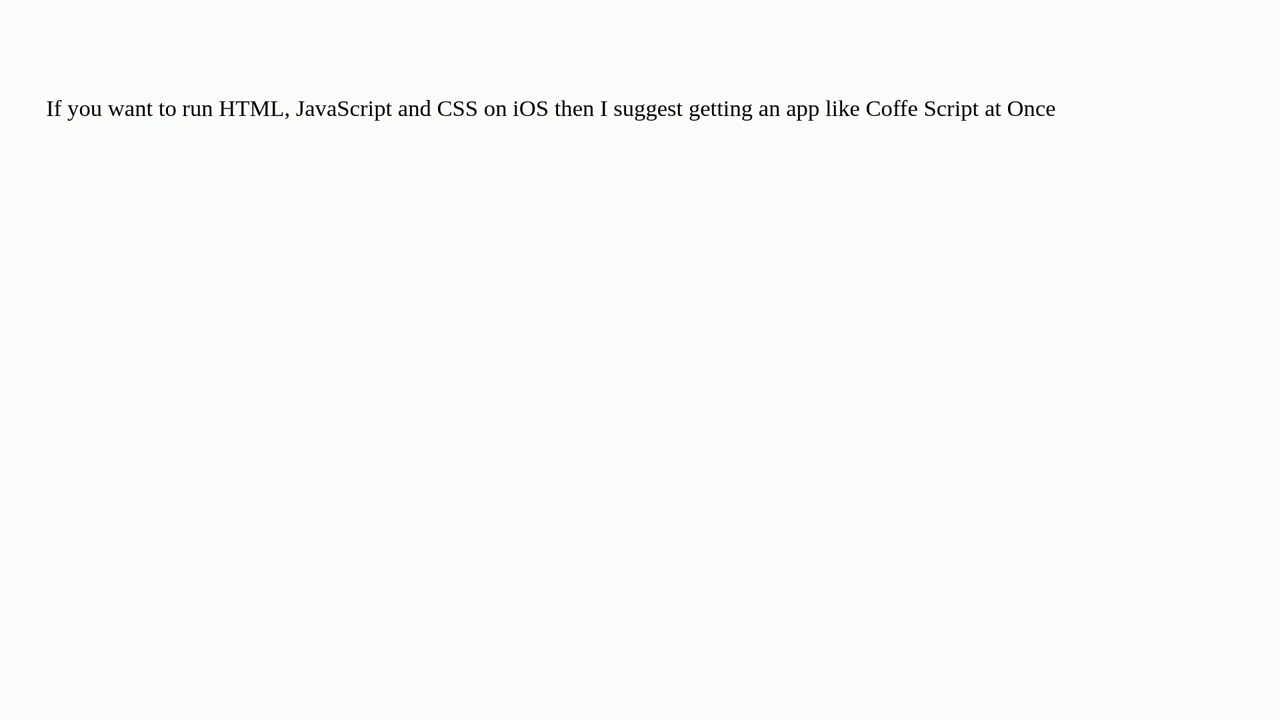 If you want to run HTML, JavaScript and CSS on iOS then I suggest getting an app like Coffe Script at Once